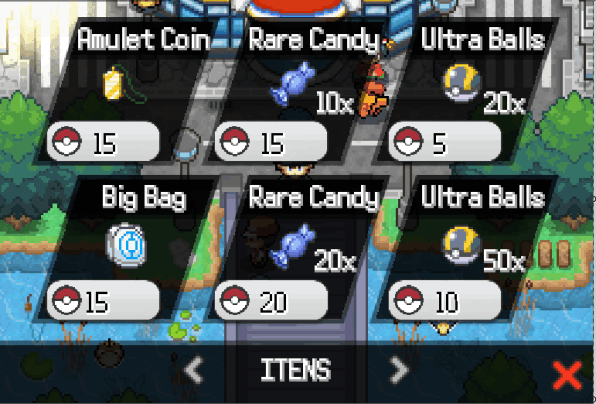 Amulet Coin
Rare Candy
Ultra Balls
10x
20x
15
15
5
Big Bag
Rare Candy
Ultra Balls
20x
50x
15
20
10
< ITENS >
X